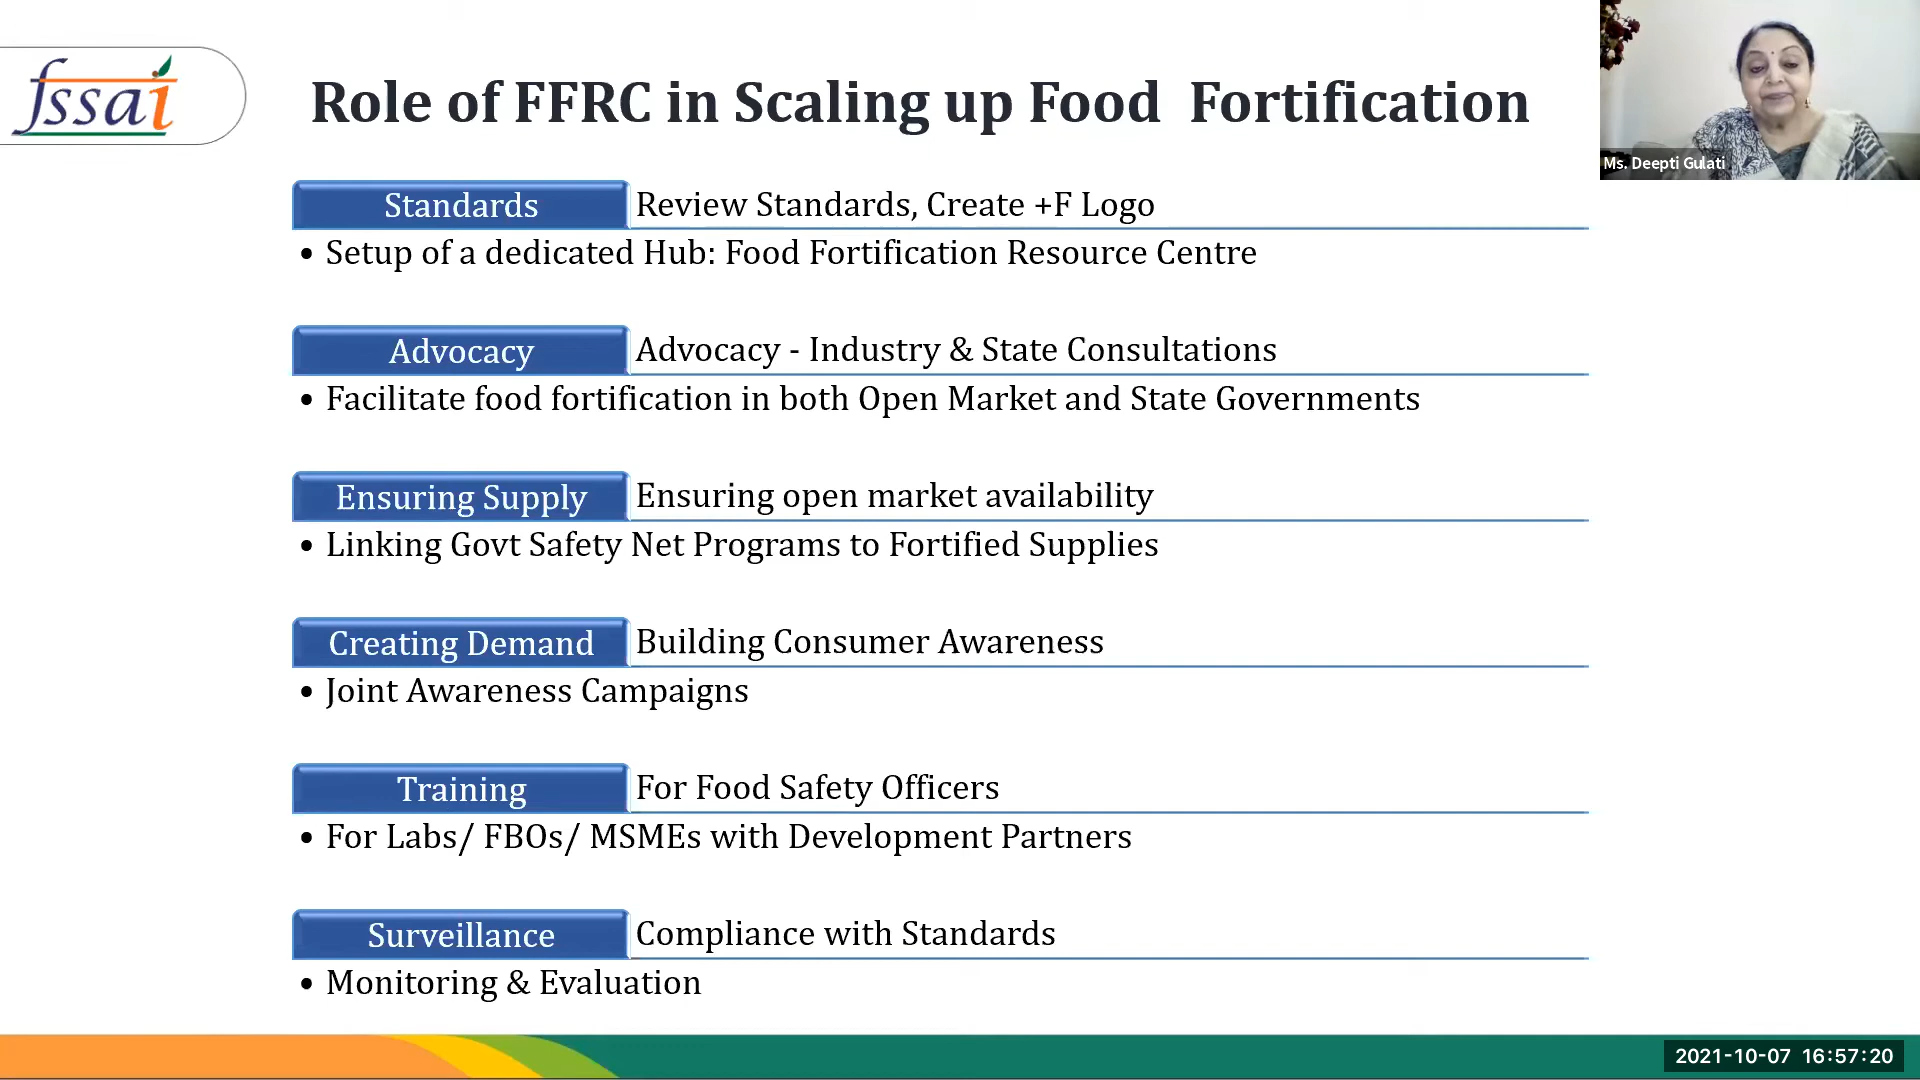 fssai
Role of FFRC in Scaling up Food Fortification
Ms. Deepti Gulati
Standards
Review Standards, Create +F Logo
• Setup of a dedicated Hub: Food Fortification Resource Centre
Advocacy
Advocacy - Industry & State Consultations
• Facilitate food fortification in both Open Market and State Governments
Ensuring Supply
Ensuring open market availability
• Linking Govt Safety Net Programs to Fortified Supplies
Creating Demand
Building Consumer Awareness
• Joint Awareness Campaigns
Training
For Food Safety Officers
• For Labs/ FBOs/ MSMEs with Development Partners
Surveillance
Compliance with Standards
• Monitoring & Evaluation
2021-10-07 16:57:20